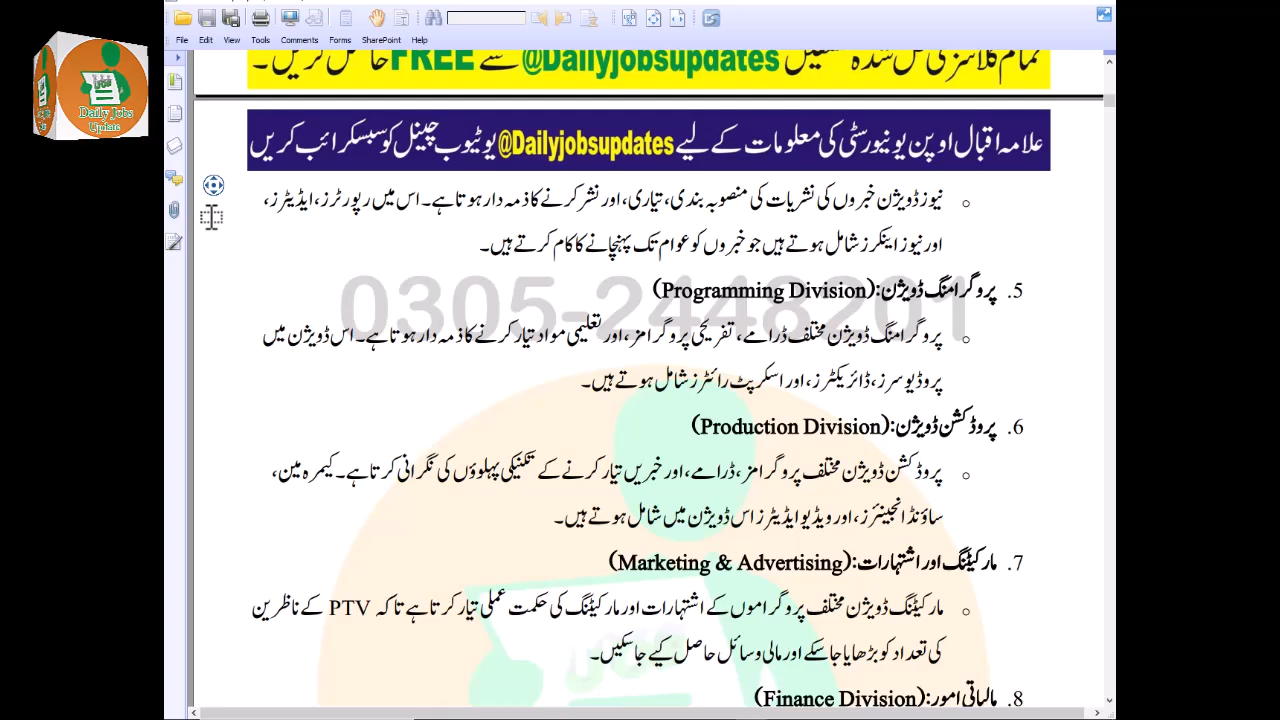 File Edit View Tools Comments Forms SharePoint Help
Daily Jobs
Update
تمام کلاسز کی حل شدہ مشقیں @Dailyjobsupdates سے FREE حاصل کریں۔
علامہ اقبال اوپن یونیورسٹی کی معلومات کے لیے @Dailyjobsupdates یوٹیوب چینل کو سبسکرائب کریں
نیوز ڈویژن خبروں کی نشریات کی منصوبہ بندی، تیاری، اور نشر کرنے کا ذمہ دار ہوتا ہے۔ اس میں رپورٹرز، ایڈیٹرز،
اور نیوز اینکرز شامل ہوتے ہیں جو خبروں کو عوام تک پہنچانے کا کام کرتے ہیں۔
0305-2448201
5. پروگرامنگ ڈویژن: (Programming Division)
پروگرامنگ ڈویژن مختلف ڈرامے، تفریحی پروگرامز، اور تعلیمی مواد تیار کرنے کا ذمہ دار ہوتا ہے۔ اس ڈویژن میں
پروڈیوسرز، ڈائریکٹرز، اور اسکرپٹ رائٹرز شامل ہوتے ہیں۔
6. پروڈکشن ڈویژن: (Production Division)
پروڈکشن ڈویژن مختلف پروگرامز، ڈرامے، اور خبریں تیار کرنے کے تکنیکی پہلوؤں کی نگرانی کرتا ہے۔ کیمرہ مین،
ساؤنڈ انجینئرز، اور ویڈیو ایڈیٹرز اس ڈویژن میں شامل ہوتے ہیں۔
7. مارکیٹنگ اور اشتہارات: (Marketing & Advertising)
مارکیٹنگ ڈویژن مختلف پروگراموں کے اشتہارات اور مارکیٹنگ کی حکمت عملی تیار کرتا ہے تاکہ PTV کے ناظرین
کی تعداد کو بڑھایا جا سکے اور مالی وسائل حاصل کیے جا سکیں۔
8. مالیاتی امور: (Finance Division)